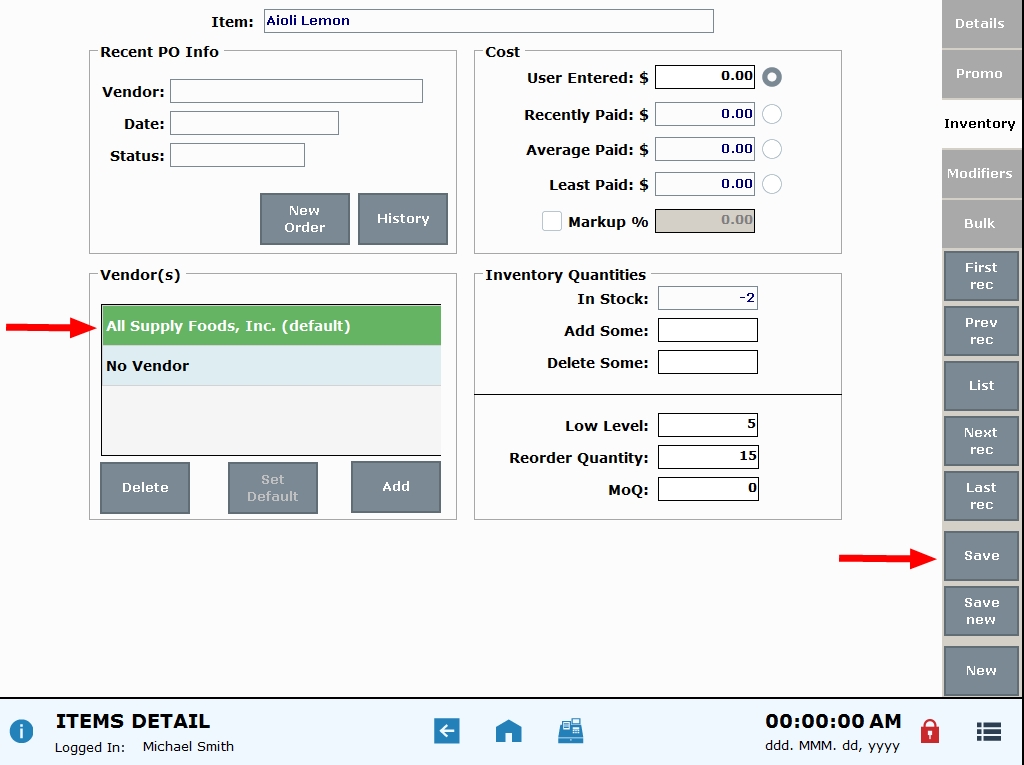 Item: Aioli Lemon
Recent PO Info
Vendor:
Date:
Status:
New
Order
History
Cost
User Entered: $ 0.00
Recently Paid: $ 0.00
Average Paid: $ 0.00
Least Paid: $ 0.00
Markup % 0.00
Vendor(s)
All Supply Foods, Inc. (default)
No Vendor
Delete
Set
Default
Add
Inventory Quantities
In Stock: -2
Add Some:
Delete Some:
Low Level: 5
Reorder Quantity: 15
MoQ: 0
Details
Promo
Inventory
Modifiers
Bulk
First
rec
Prev
rec
List
Next
rec
Last
rec
Save
Save
new
New
ITEMS DETAIL
Logged In: Michael Smith
00:00:00 AM
ddd. MMM. dd, yyyy